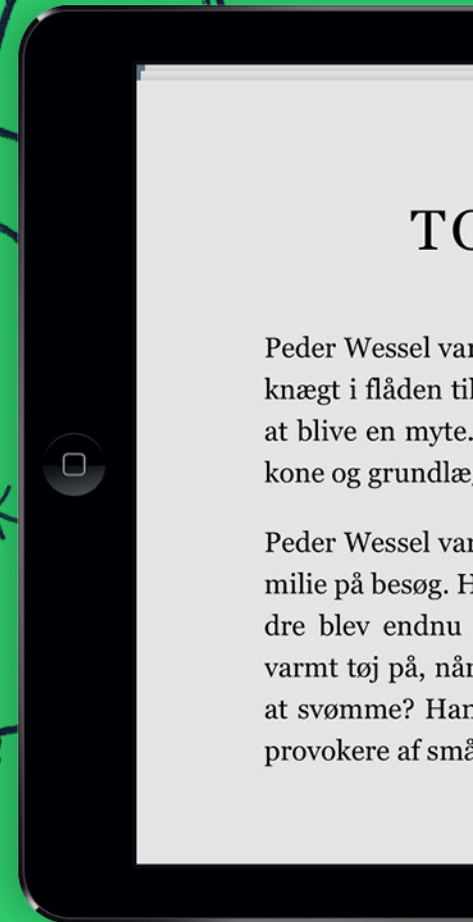 TO
Peder Wessel var
knægt i flåden til
at blive en myte.
kone og grundlæg
Peder Wessel var
milie på besøg. H
dre blev endnu
varmt tøj på, når
at svømme? Han
provokere af små